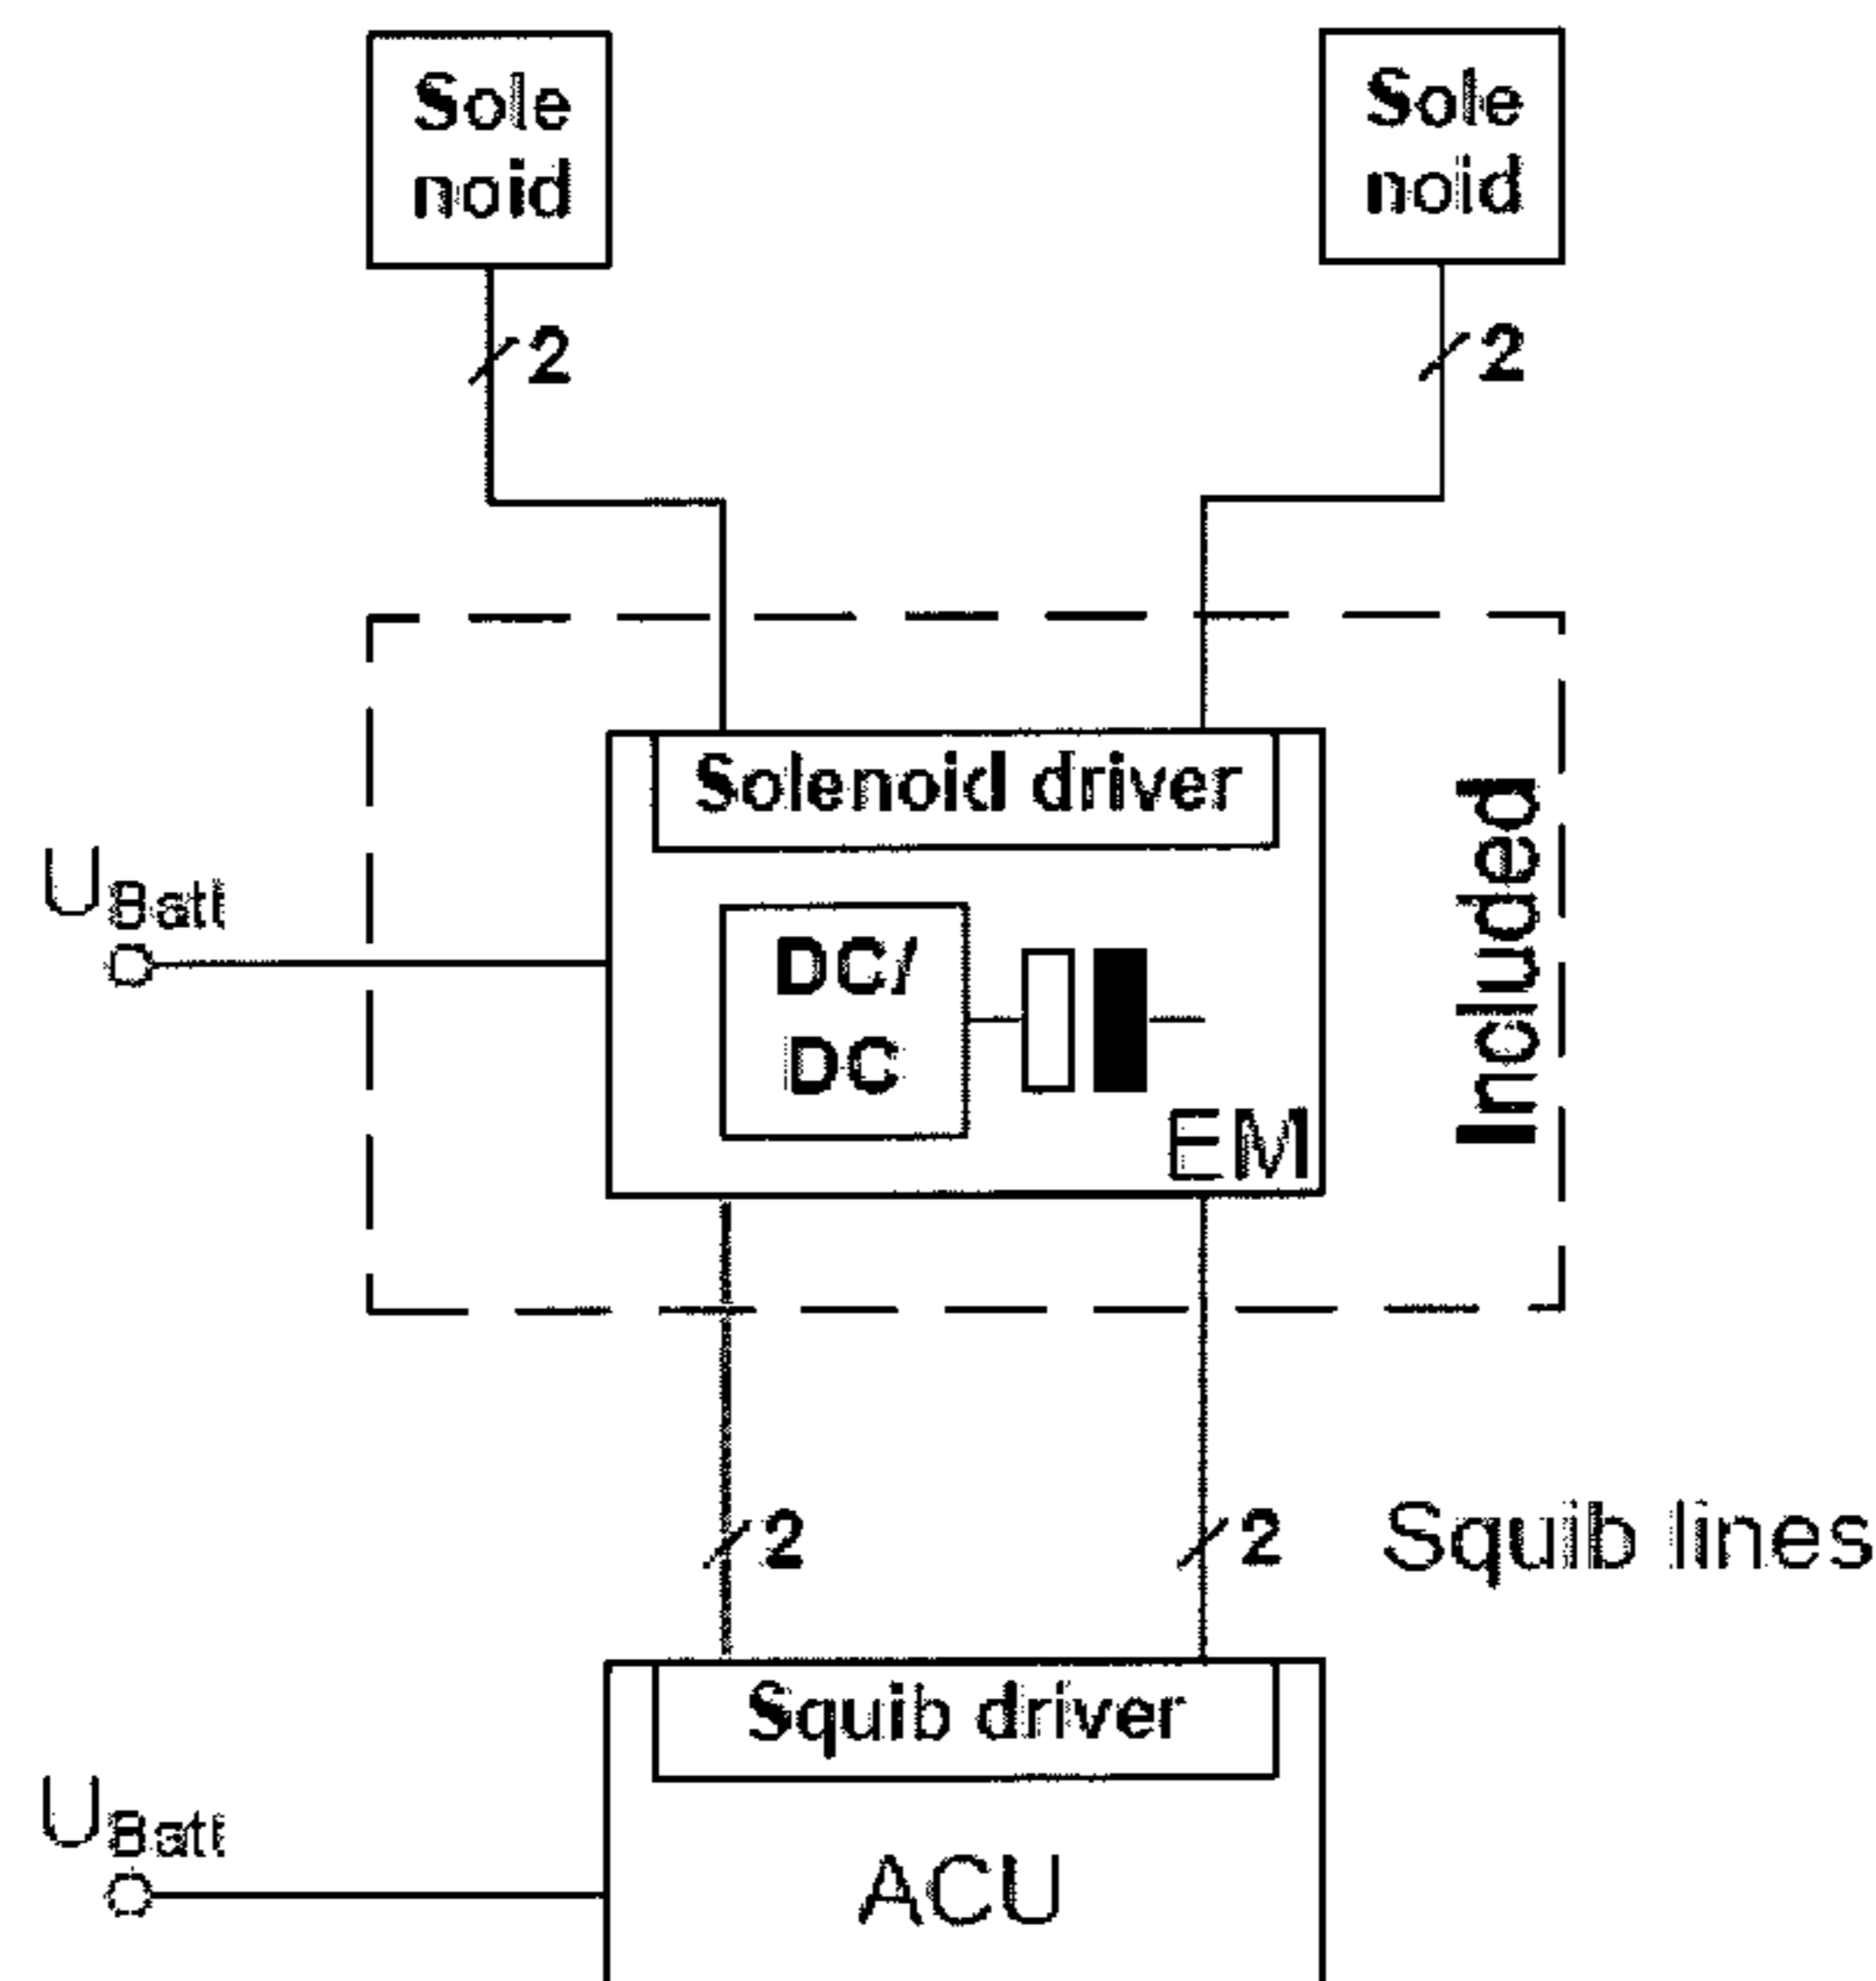 Sole
noid
Sole
noid
2
2
Solenoid driver
UBatt
DC/
DC
EM
Included
2
2
Squib lines
Squib driver
UBatt
ACU